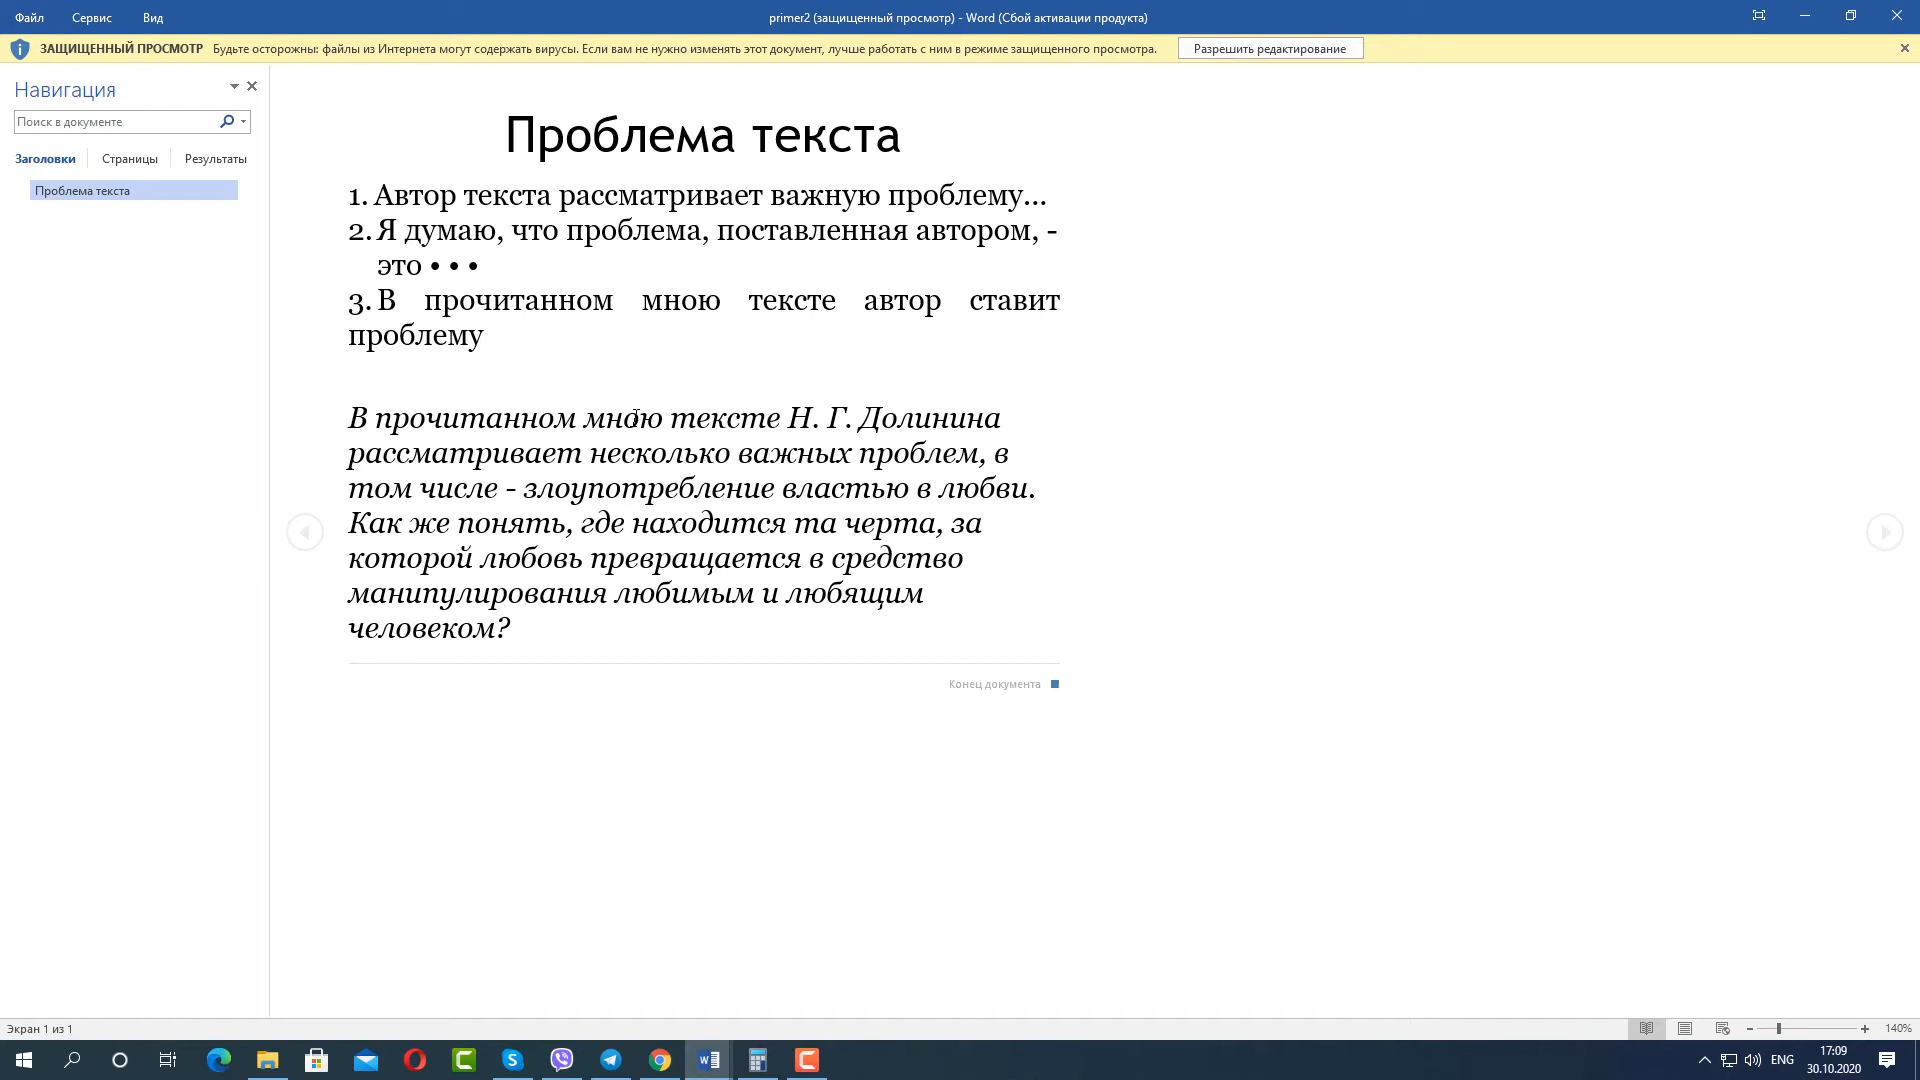 Файл Сервис Вид
primer2 (защищенный просмотр) - Word (Сбой активации продукта)
ЗАЩИЩЕННЫЙ ПРОСМОТР Будьте осторожны: файлы из Интернета могут содержать вирусы. Если вам не нужно изменять этот документ, лучше работать с ним в режиме защищенного просмотра. Разрешить редактирование
Навигация
Поиск в документе
Заголовки Страницы Результаты
Проблема текста
Проблема текста
1. Автор текста рассматривает важную проблему...
2. Я думаю, что проблема, поставленная автором, -
это • • •
3. В прочитанном мною тексте автор ставит
проблему
В прочитанном мною тексте Н. Г. Долинина
рассматривает несколько важных проблем, в
том числе - злоупотребление властью в любви.
Как же понять, где находится та черта, за
которой любовь превращается в средство
манипулирования любимым и любящим
человеком?
Конец документа
Экран 1 из 1
140%
ENG
17:09
30.10.2020